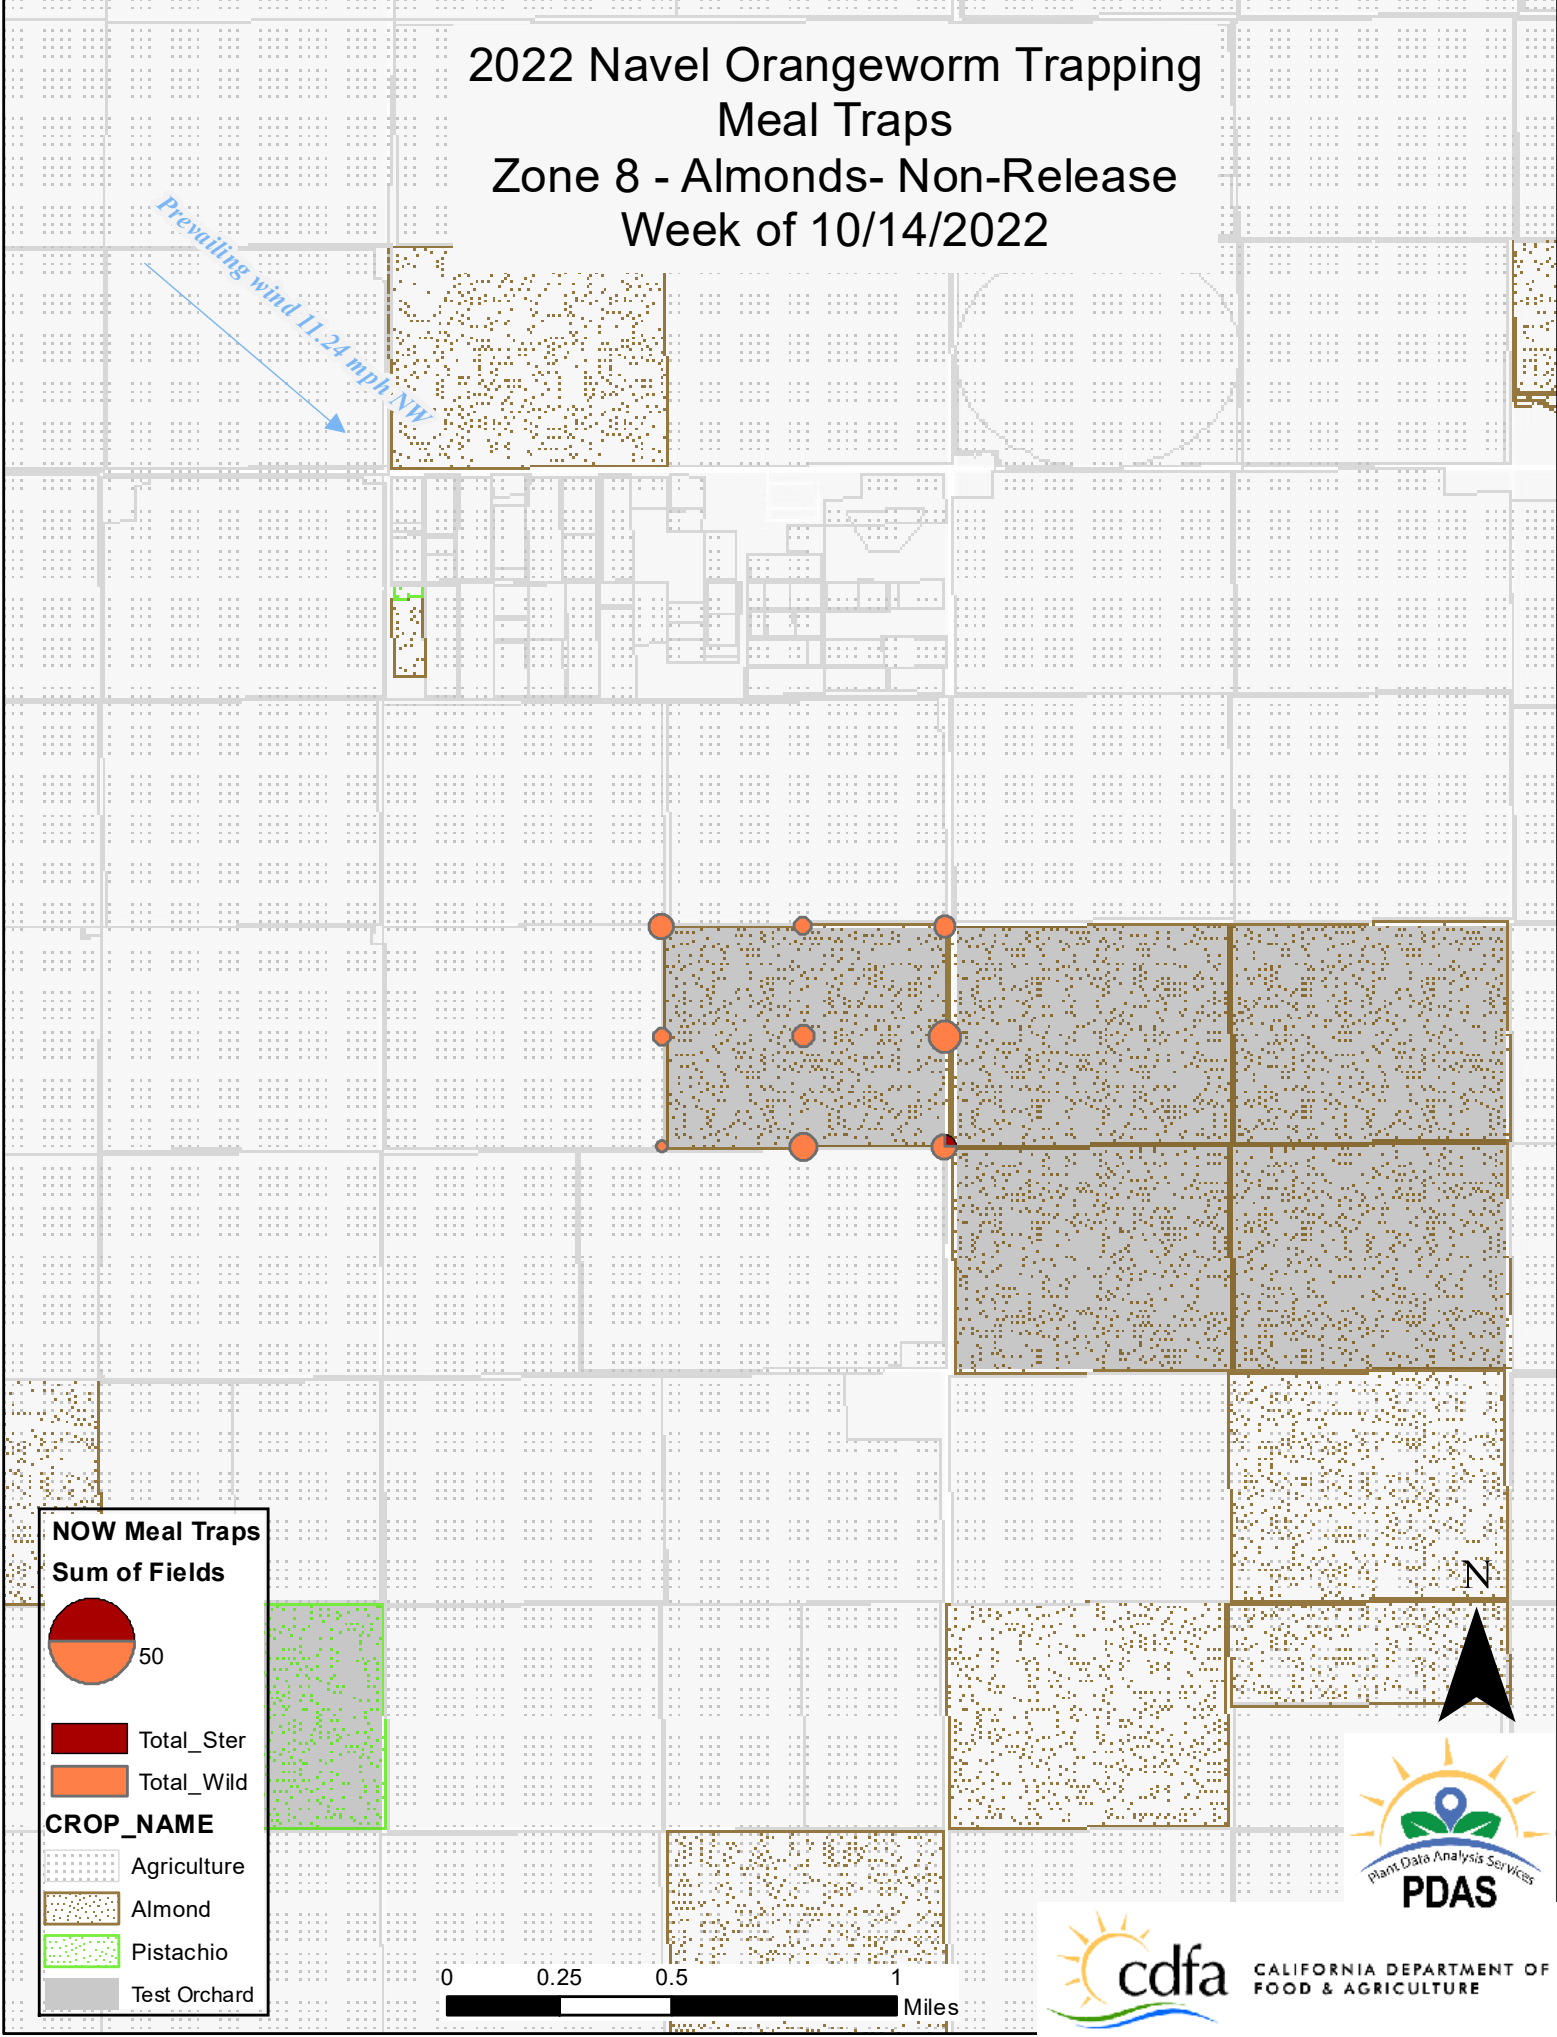 2022 Navel Orangeworm Trapping
Meal Traps
Zone 8 - Almonds- Non-Release
Week of 10/14/2022
Prevailing wind 11.24 mph NW
NOW Meal Traps
Sum of Fields
50
Total_Ster
Total_Wild
CROP_NAME
Agriculture
Almond
Pistachio
Test Orchard
0 0.25 0.5 1
Miles
N
Plant Data Analysis Services
PDAS
cdfa
CALIFORNIA DEPARTMENT OF
FOOD & AGRICULTURE